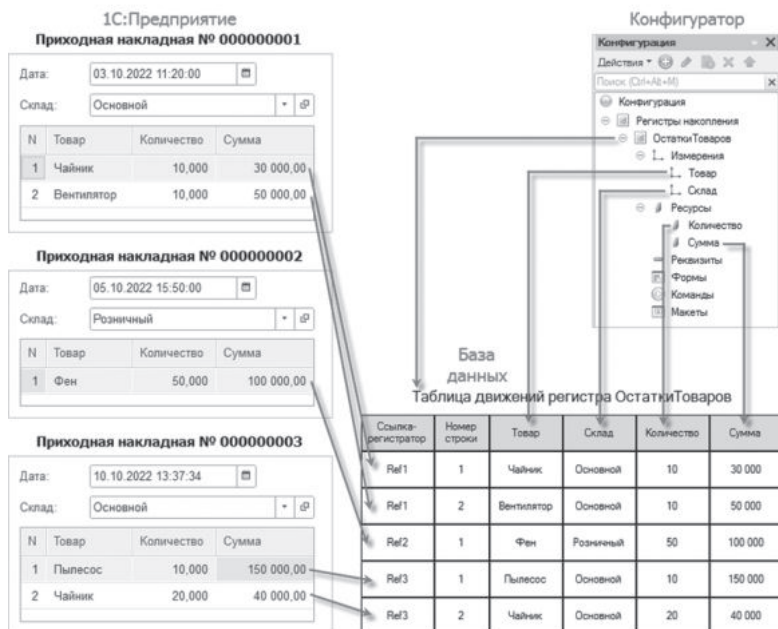 1С:Предприятие
Приходная накладная № 000000001
Дата: 03.10.2022 11:20:00
Склад: Основной
N Товар Количество Сумма
1 Чайник 10,000 30 000,00
2 Вентилятор 10,000 50 000,00
Приходная накладная № 000000002
Дата: 05.10.2022 15:50:00
Склад: Розничный
N Товар Количество Сумма
1 Фен 50,000 100 000,00
Приходная накладная № 000000003
Дата: 10.10.2022 13:37:34
Склад: Основной
N Товар Количество Сумма
1 Пылесос 10,000 150 000,00
2 Чайник 20,000 40 000,00
Конфигуратор
Конфигурация
Действия
Поиск (Ctrl+Alt+M)
Конфигурация
Регистры накопления
ОстаткиТоваров
Измерения
Товар
Склад
Ресурсы
Количество
Сумма
Реквизиты
Формы
Команды
Макеты
База
данных
Таблица движений регистра ОстаткиТоваров
Ссылка-регистратор Номер строки Товар Склад Количество Сумма
Ref1 1 Чайник Основной 10 30 000
Ref1 2 Вентилятор Основной 10 50 000
Ref2 1 Фен Розничный 50 100 000
Ref3 1 Пылесос Основной 10 150 000
Ref3 2 Чайник Основной 20 40 000